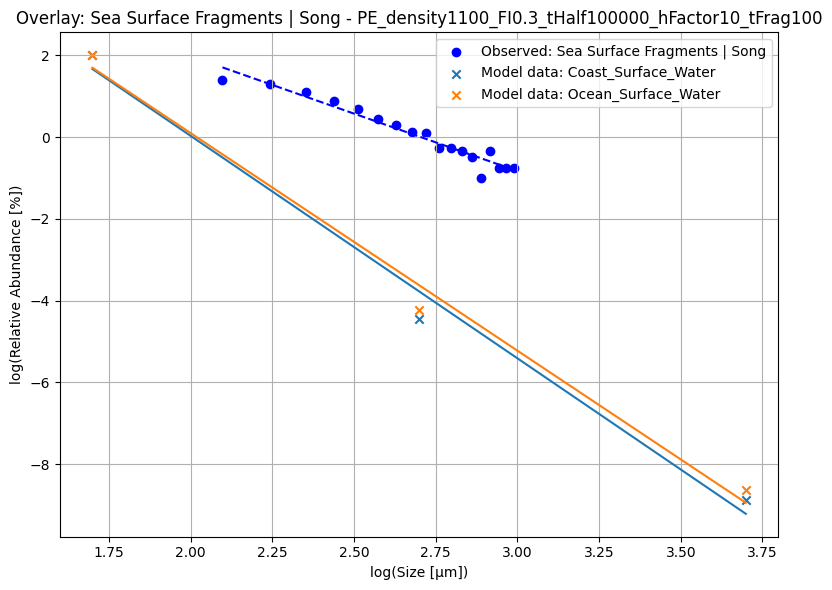 Overlay: Sea Surface Fragments | Song - PE_density1100_FI0.3_tHalf100000_hFactor10_tFrag100
Observed: Sea Surface Fragments | Song
Model data: Coast_Surface_Water
Model data: Ocean_Surface_Water
log(Relative Abundance [%])
2
0
−2
−4
−6
−8
1.75
2.00
2.25
2.50
2.75
3.00
3.25
3.50
3.75
log(Size [μm])